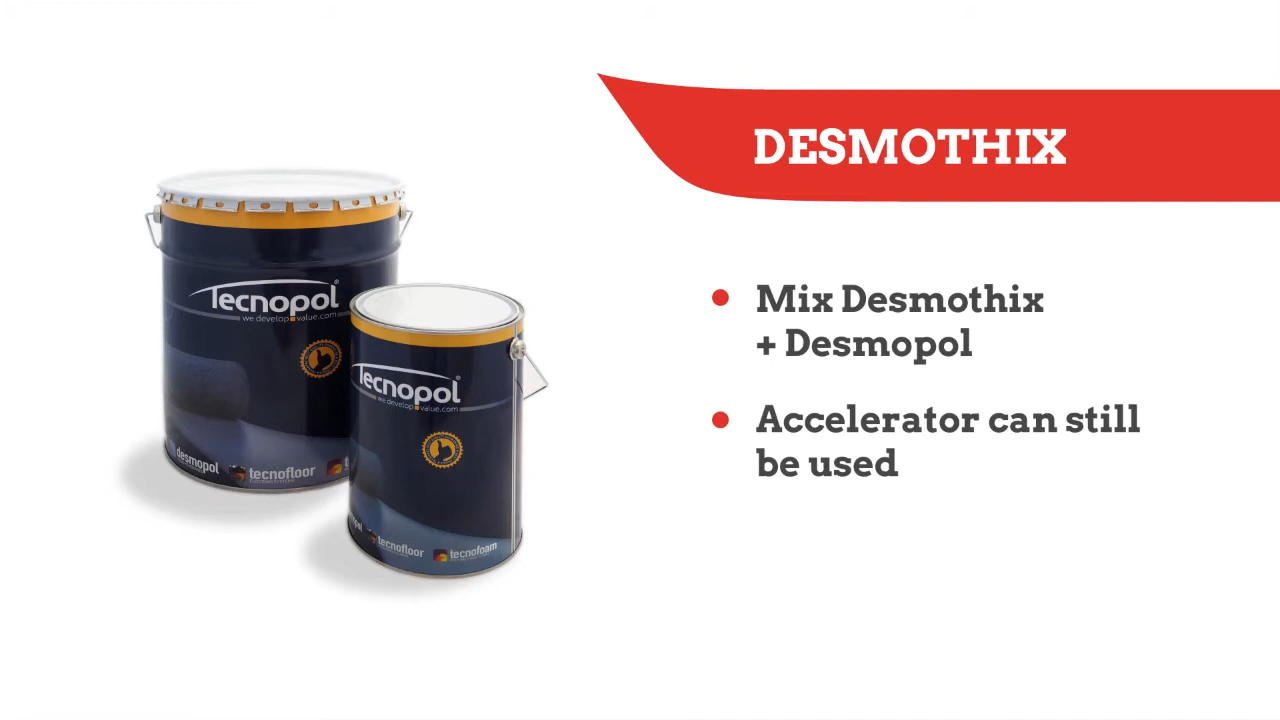 DESMOTHIX
Mix Desmothix
+ Desmopol
Accelerator can still
be used
Tecnopol®
we develop value.com
desmopol
tecnofloor
Tecnopol®
we develop value.com
tecnofloor
tecnofoam